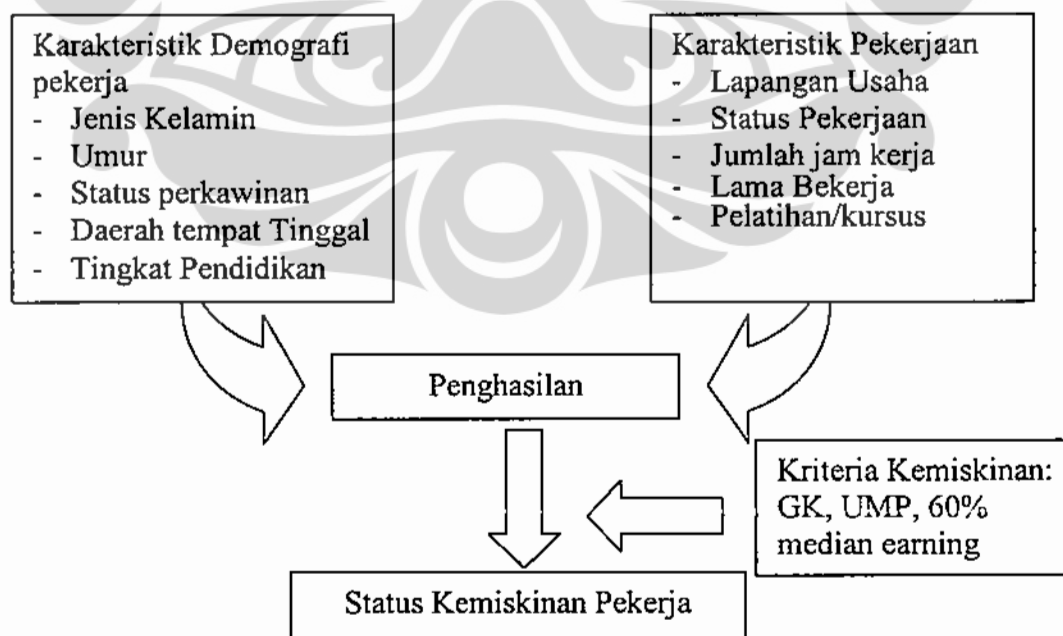 Karakteristik Demografi
pekerja
- Jenis Kelamin
- Umur
- Status perkawinan
- Daerah tempat Tinggal
- Tingkat Pendidikan
Karakteristik Pekerjaan
- Lapangan Usaha
- Status Pekerjaan
- Jumlah jam kerja
- Lama Bekerja
- Pelatihan/kursus
Penghasilan
Kriteria Kemiskinan:
GK, UMP, 60%
median earning
Status Kemiskinan Pekerja